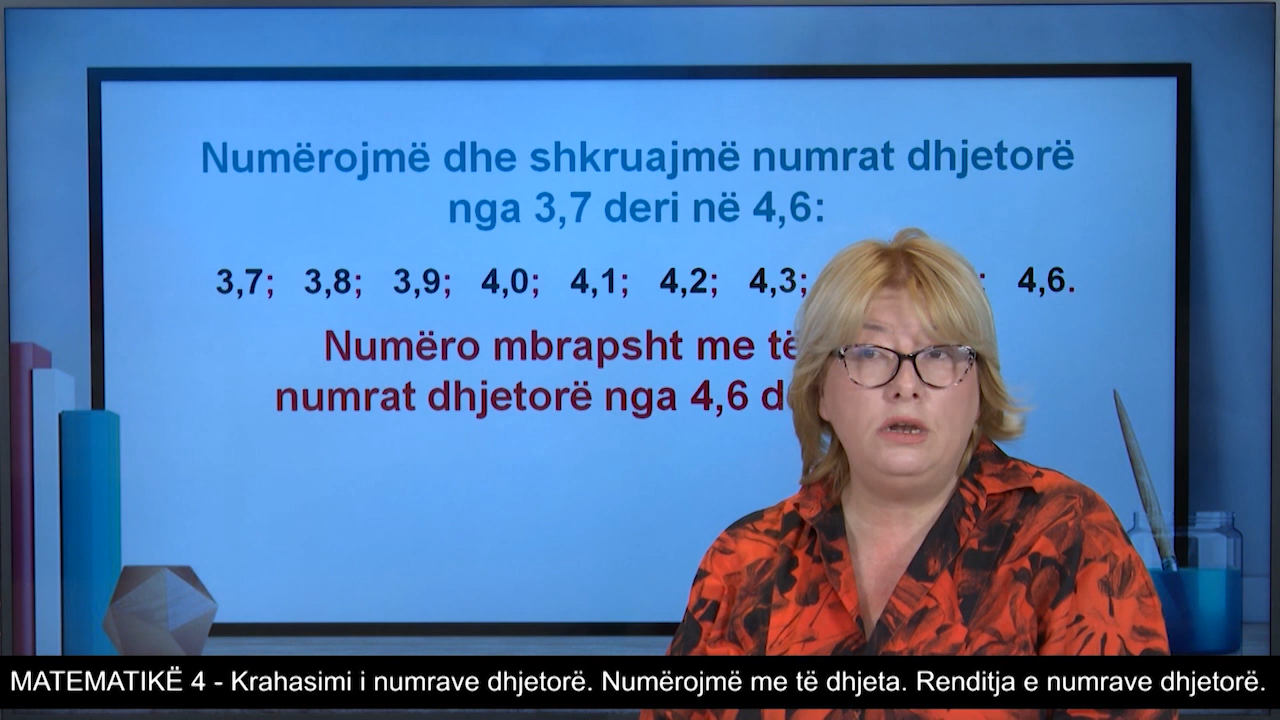 Numërojmë dhe shkruajmë numrat dhjetorë
nga 3,7 deri në 4,6:
3,7; 3,8; 3,9; 4,0; 4,1; 4,2; 4,3; ; 4,6.
Numëro mbrapsht me të
numrat dhjetorë nga 4,6
MATEMATIKË 4 - Krahasimi i numrave dhjetorë. Numërojmë me të dhjeta. Renditja e numrave dhjetorë.